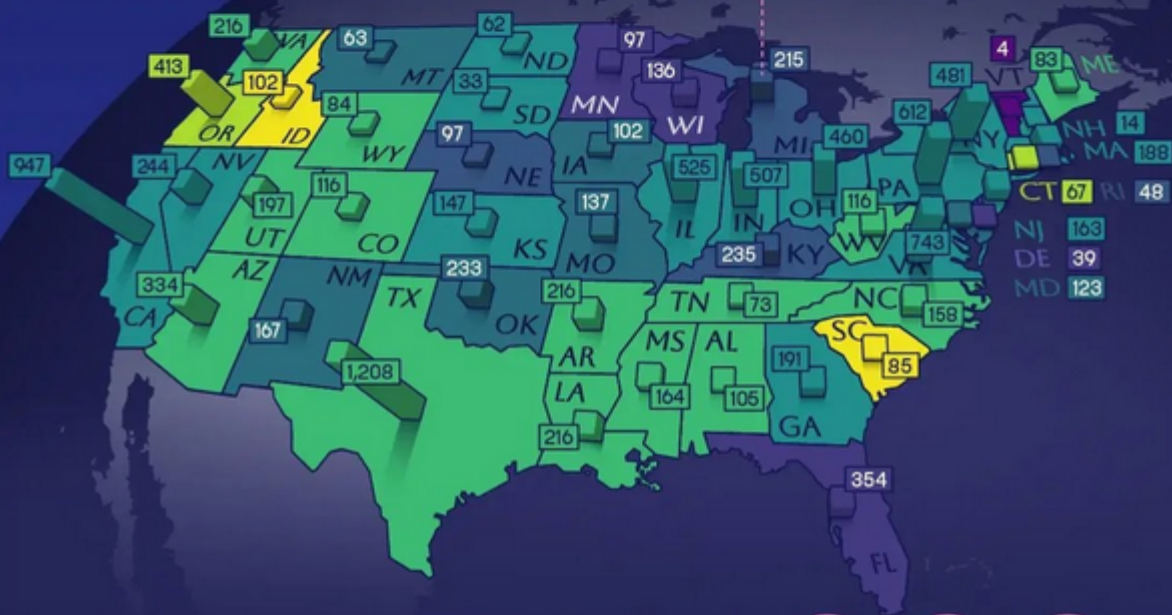 216
VA
63
MT
62
ND
97
MN
136
WI
215
MI
4
VT
83
ME
413
OR
102
ID
84
WY
33
SD
97
NE
102
IA
525
IL
507
IN
460
OH
612
PA
481
NY
NH 14
MA 188
CT 67
RI 48
NJ 163
DE 39
MD 123
947
CA
244
NV
197
UT
116
CO
147
KS
137
MO
235
KY
116
WV
743
VA
334
AZ
167
NM
TX
1,208
233
OK
216
AR
TN
73
NC
158
MS
164
AL
105
191
GA
SC
85
LA
216
354
FL